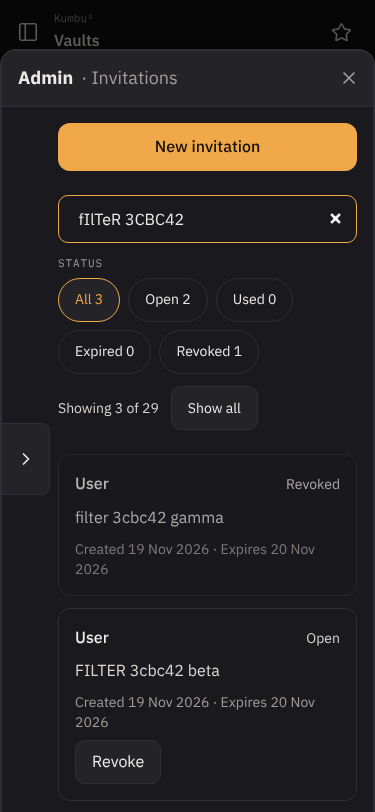 Kumbu²
Vaults
Admin · Invitations
New invitation
fIlTeR 3CBC42
STATUS
All 3
Open 2
Used 0
Expired 0
Revoked 1
Showing 3 of 29
Show all
User
Revoked
filter 3cbc42 gamma
Created 19 Nov 2026 · Expires 20 Nov
2026
User
Open
FILTER 3cbc42 beta
Created 19 Nov 2026 · Expires 20 Nov
2026
Revoke